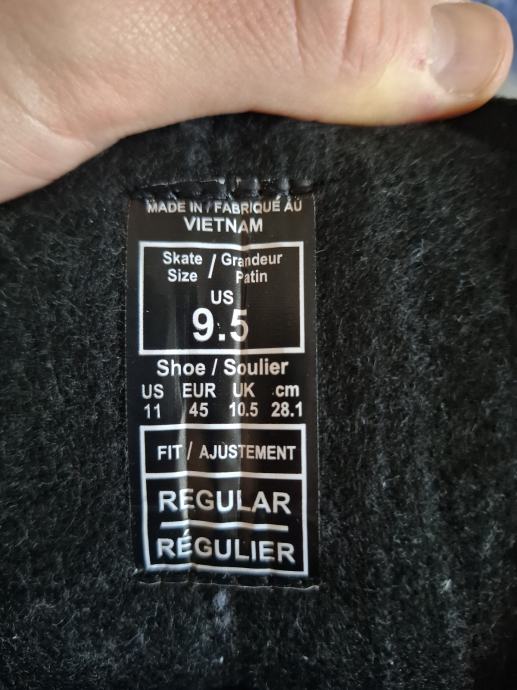 MADE IN / FABRIQUÉ AU
VIETNAM
Skate / Grandeur
Size Patin
US
9.5
Shoe / Soulier
US EUR UK cm
11 45 10.5 28.1
FIT / AJUSTEMENT
REGULAR
RÉGULIER